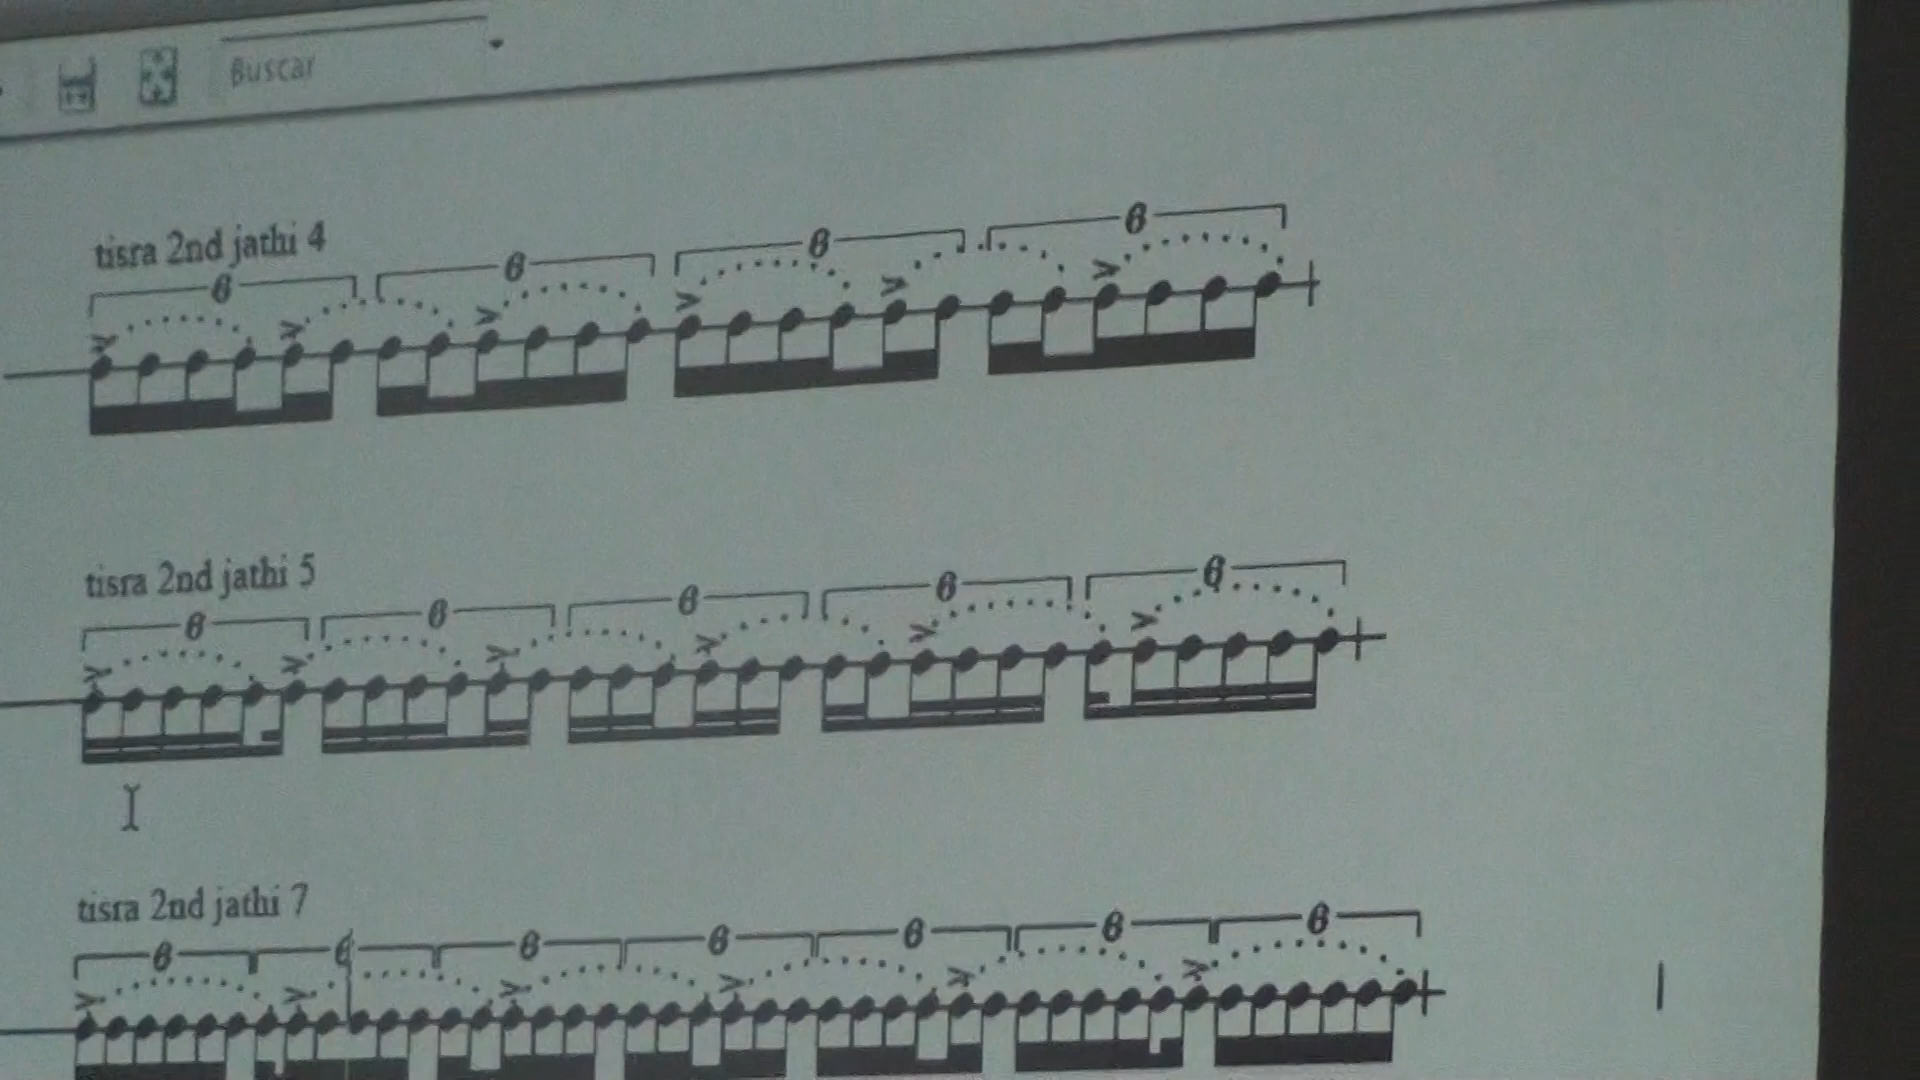 Buscar
tisra 2nd jathi 4
6 6 6 6
tisra 2nd jathi 5
6 6 6 6 6
tisra 2nd jathi 7
6 6 6 6 6 6 6